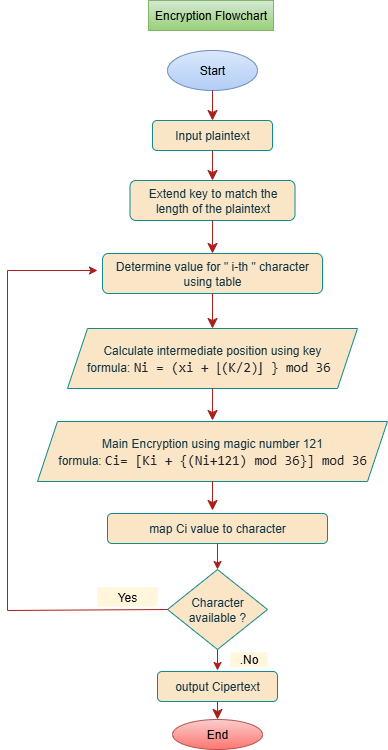 Encryption Flowchart
Start
Input plaintext
Extend key to match the
length of the plaintext
Determine value for " i-th " character
using table
Calculate intermediate position using key
formula: Ni = (xi + ⌊(K/2)⌋ } mod 36
Main Encryption using magic number 121
formula: Ci= [Ki + {(Ni+121) mod 36}] mod 36
map Ci value to character
Character
available ?
Yes
.No
output Cipertext
End